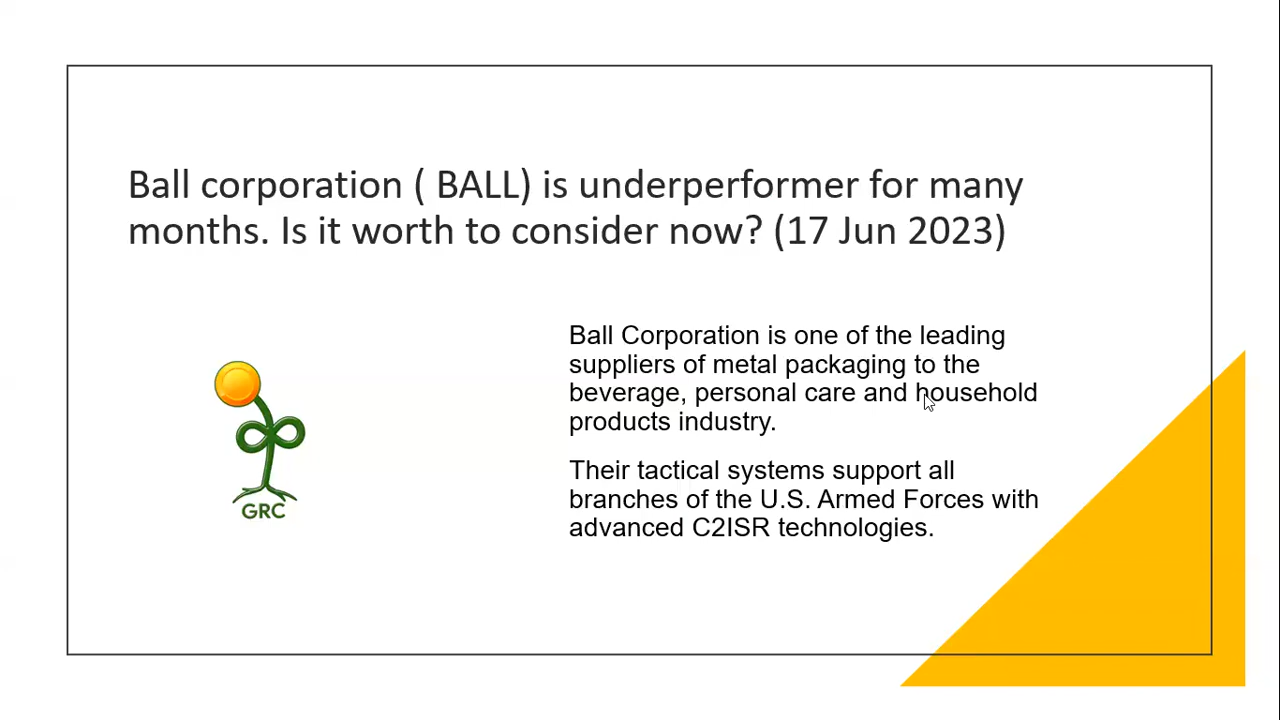 Ball corporation ( BALL) is underperformer for many
months. Is it worth to consider now? (17 Jun 2023)
Ball Corporation is one of the leading
suppliers of metal packaging to the
beverage, personal care and household
products industry.
Their tactical systems support all
branches of the U.S. Armed Forces with
advanced C2ISR technologies.
GRC